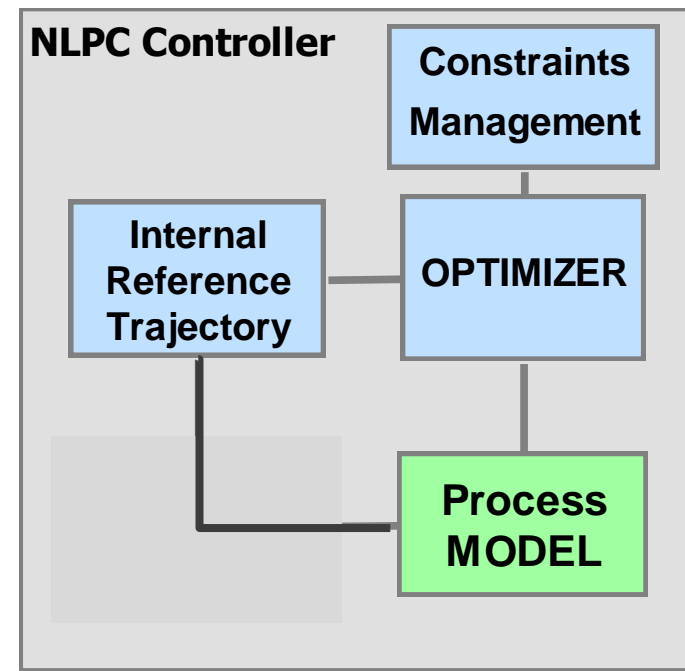 NLPC Controller
Constraints
Management
Internal
Reference
Trajectory
OPTIMIZER
Process
MODEL